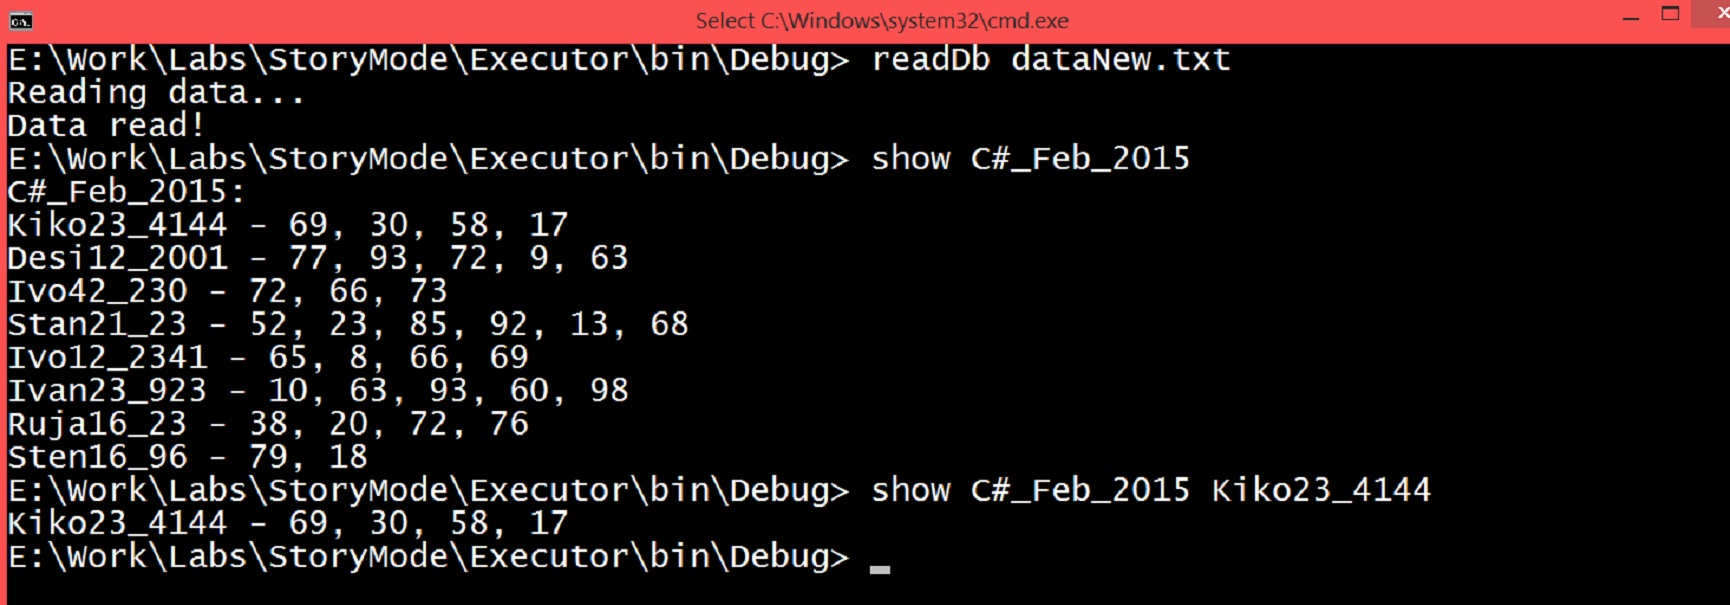 Select C:\Windows\system32\cmd.exe
E:\Work\Labs\StoryMode\Executor\bin\Debug> readDb dataNew.txt
Reading data...
Data read!
E:\Work\Labs\StoryMode\Executor\bin\Debug> show C#_Feb_2015
C#_Feb_2015:
Kiko23_4144 - 69, 30, 58, 17
Desi12_2001 - 77, 93, 72, 9, 63
Ivo42_230 - 72, 66, 73
Stan21_23 - 52, 23, 85, 92, 13, 68
Ivo12_2341 - 65, 8, 66, 69
Ivan23_923 - 10, 63, 93, 60, 98
Ruja16_23 - 38, 20, 72, 76
Sten16_96 - 79, 18
E:\Work\Labs\StoryMode\Executor\bin\Debug> show C#_Feb_2015 Kiko23_4144
Kiko23_4144 - 69, 30, 58, 17
E:\Work\Labs\StoryMode\Executor\bin\Debug>